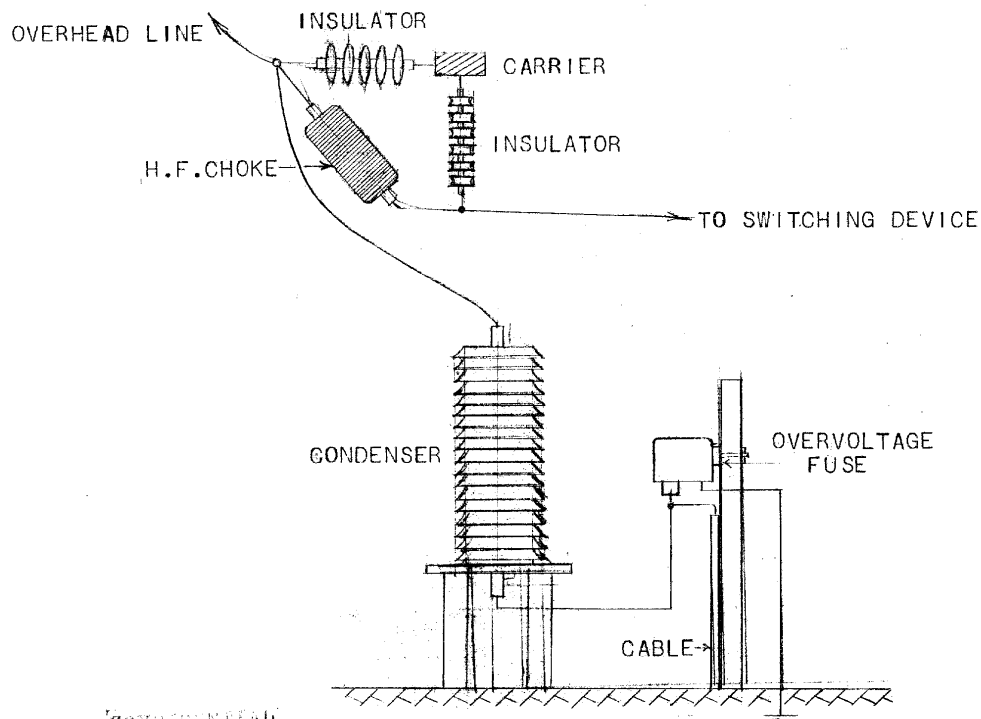 INSULATOR
OVERHEAD LINE
CARRIER
INSULATOR
H.F.CHOKE
TO SWITCHING DEVICE
CONDENSER
OVERVOLTAGE
FUSE
CABLE